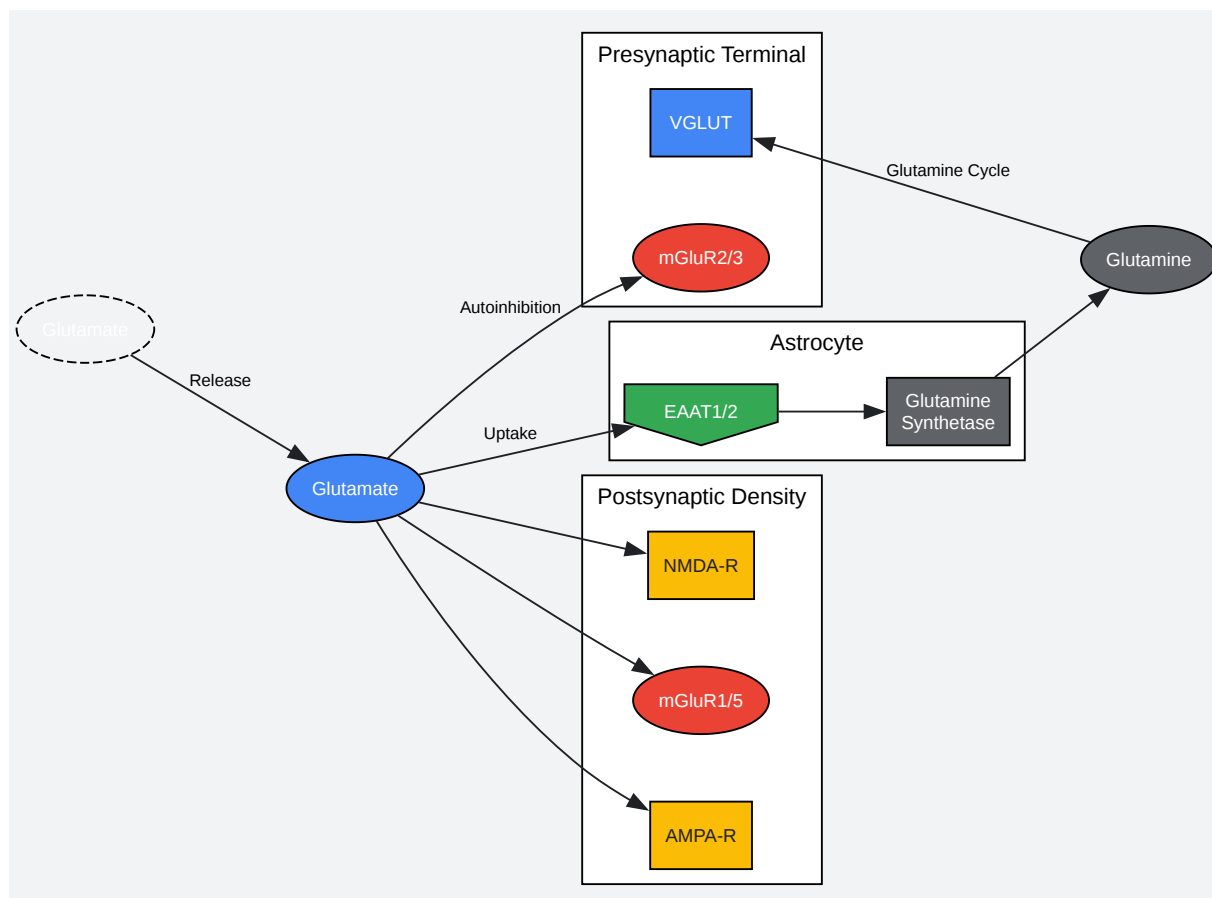 Presynaptic Terminal
VGLUT
Glutamine Cycle
mGluR2/3
Glutamine
Autoinhibition
Glutamate
Release
Astrocyte
EAAT1/2
Glutamine
Synthetase
Uptake
Glutamate
Postsynaptic Density
NMDA-R
mGluR1/5
AMPA-R